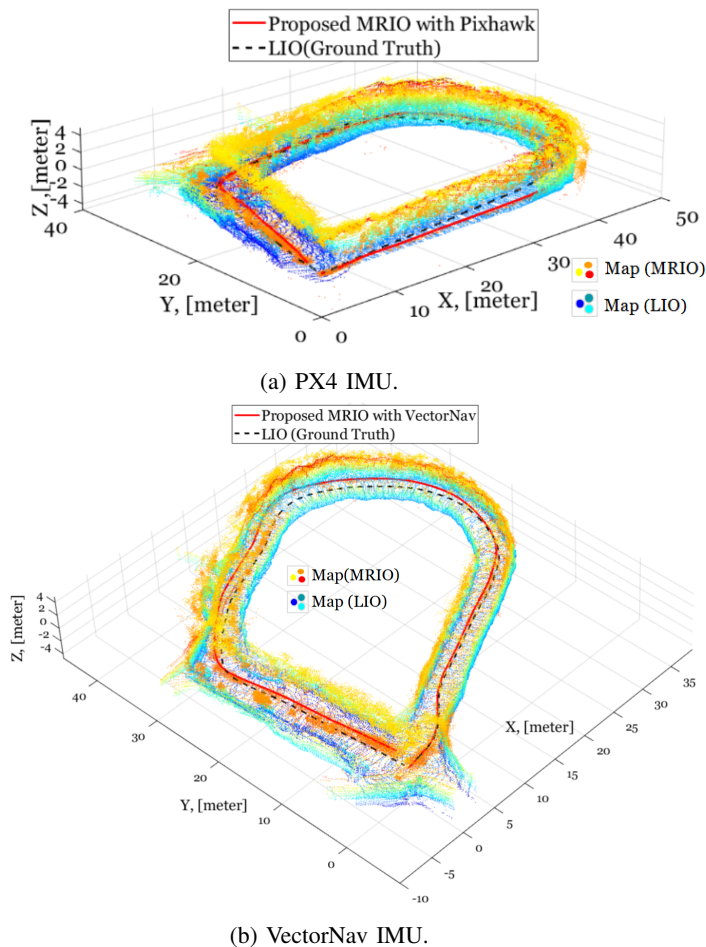 Proposed MRIO with Pixhawk
LIO(Ground Truth)
Z,[meter]
4
2
0
-2
-4
40
20
0
Y, [meter]
0
10
20
30
40
50
X, [meter]
Map (MRIO)
Map (LIO)
(a) PX4 IMU.
Proposed MRIO with VectorNav
LIO (Ground Truth)
Map(MRIO)
Map (LIO)
Z, [meter]
4
2
0
-2
-4
40
30
20
10
0
Y, [meter]
X, [meter]
35
30
25
20
15
10
5
0
-5
-10
(b) VectorNav IMU.